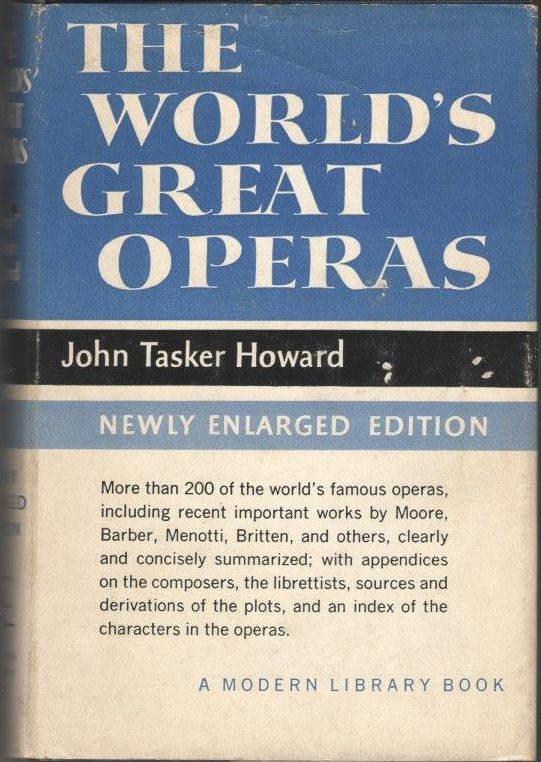 THE
WORLD'S
GREAT
OPERAS
John Tasker Howard
NEWLY ENLARGED EDITION
More than 200 of the world's famous operas,
including recent important works by Moore,
Barber, Menotti, Britten, and others, clearly
and concisely summarized; with appendices
on the composers, the librettists, sources and
derivations of the plots, and an index of the
characters in the operas.
A MODERN LIBRARY BOOK